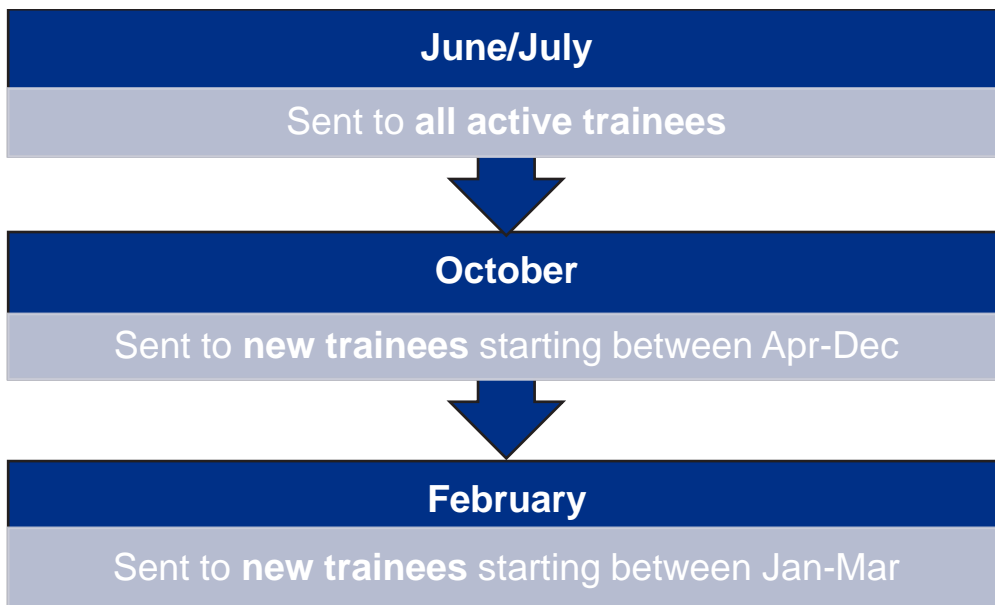 June/July
Sent to all active trainees
October
Sent to new trainees starting between Apr-Dec
February
Sent to new trainees starting between Jan-Mar